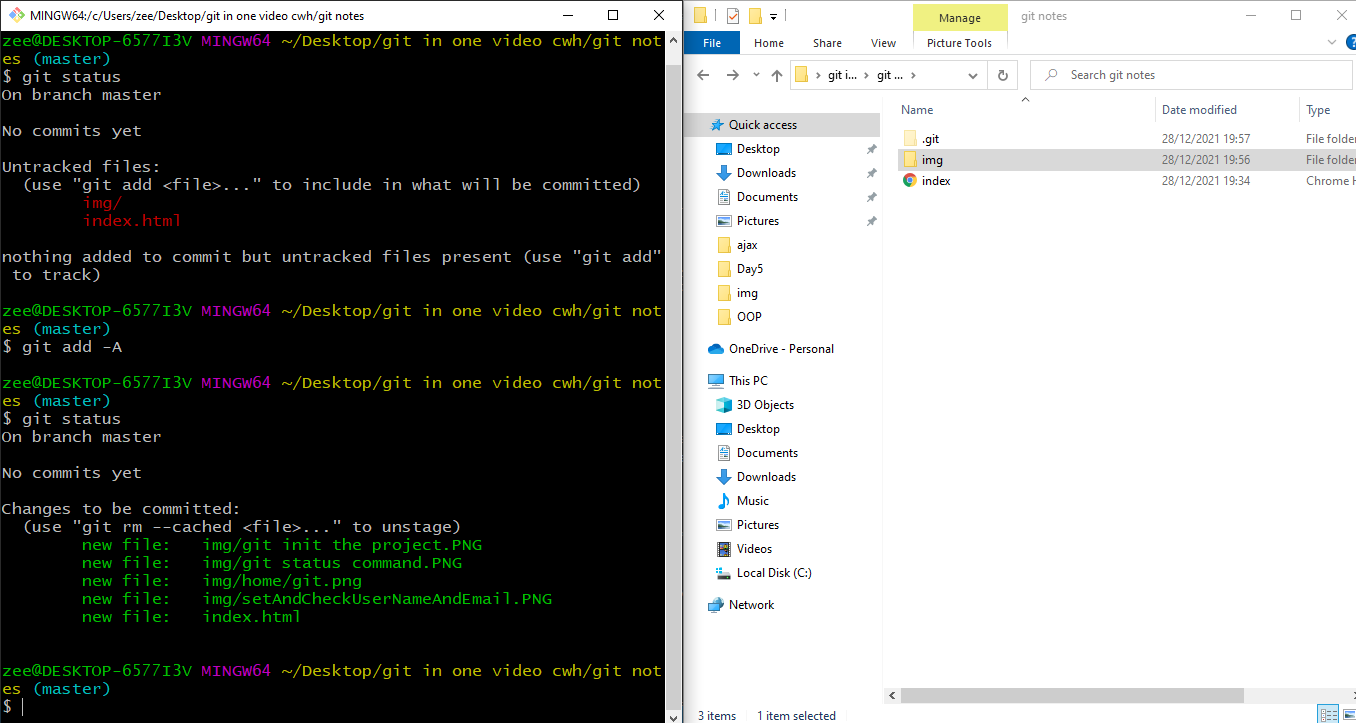 MINGW64:/c/Users/zee/Desktop/git in one video cwh/git notes
zee@DESKTOP-6577I3V MINGW64 ~/Desktop/git in one video cwh/git not
es (master)
$ git status
On branch master
No commits yet
Untracked files:
(use "git add <file>..." to include in what will be committed)
img/
index.html
nothing added to commit but untracked files present (use "git add"
to track)
zee@DESKTOP-6577I3V MINGW64 ~/Desktop/git in one video cwh/git not
es (master)
$ git add -A
zee@DESKTOP-6577I3V MINGW64 ~/Desktop/git in one video cwh/git not
es (master)
$ git status
On branch master
No commits yet
Changes to be committed:
(use "git rm --cached <file>..." to unstage)
new file:   img/git init the project.PNG
new file:   img/git status command.PNG
new file:   img/home/git.png
new file:   img/setAndCheckUserNameAndEmail.PNG
new file:   index.html
zee@DESKTOP-6577I3V MINGW64 ~/Desktop/git in one video cwh/git not
es (master)
$
Manage
git notes
File
Home
Share
View
Picture Tools
git i...
git ...
Search git notes
Name
Date modified
Type
.git
28/12/2021 19:57
File folder
img
28/12/2021 19:56
File folder
index
28/12/2021 19:34
Chrome H
Quick access
Desktop
Downloads
Documents
Pictures
ajax
Day5
img
OOP
OneDrive - Personal
This PC
3D Objects
Desktop
Documents
Downloads
Music
Pictures
Videos
Local Disk (C:)
Network
3 items
1 item selected